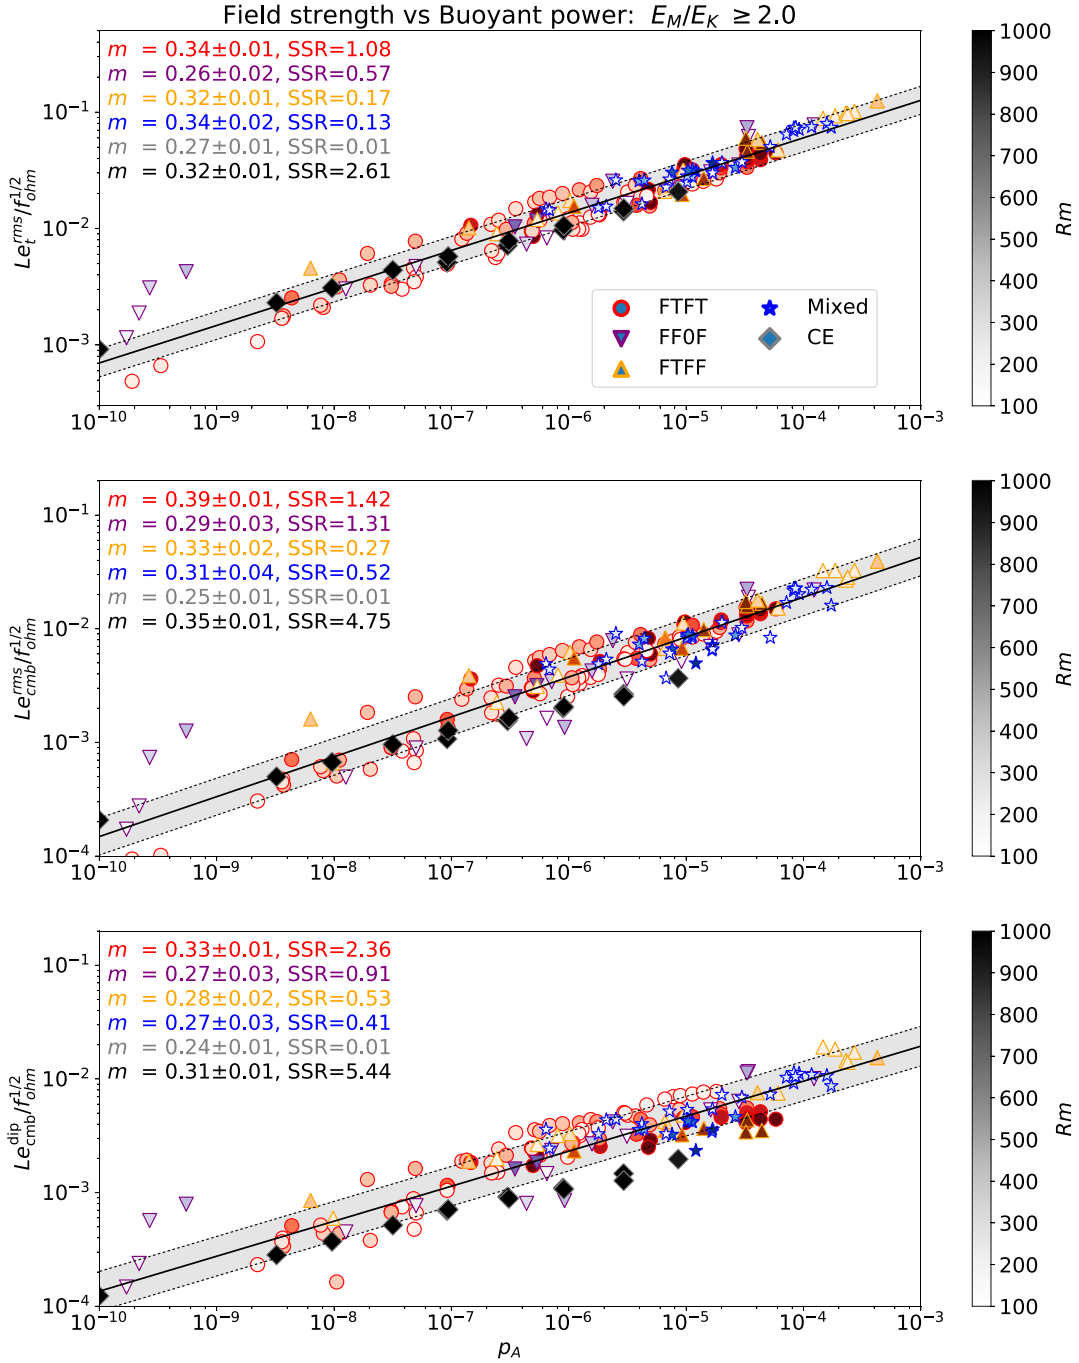 Field strength vs Buoyant power: E_M/E_K ≥ 2.0
m = 0.34±0.01, SSR=1.08
m = 0.26±0.02, SSR=0.57
m = 0.32±0.01, SSR=0.17
m = 0.34±0.02, SSR=0.13
m = 0.27±0.01, SSR=0.01
m = 0.32±0.01, SSR=2.61
10^{-1}
10^{-2}
10^{-3}
Le_t^{rms}/f_{ohm}^{1/2}
FTFT
FF0F
FTFF
Mixed
CE
10^{-10} 10^{-9} 10^{-8} 10^{-7} 10^{-6} 10^{-5} 10^{-4} 10^{-3}
1000
900
800
700
600
500
400
300
200
100
Rm
m = 0.39±0.01, SSR=1.42
m = 0.29±0.03, SSR=1.31
m = 0.33±0.02, SSR=0.27
m = 0.31±0.04, SSR=0.52
m = 0.25±0.01, SSR=0.01
m = 0.35±0.01, SSR=4.75
10^{-1}
10^{-2}
10^{-3}
10^{-4}
Le_{cmb}^{rms}/f_{ohm}^{1/2}
10^{-10} 10^{-9} 10^{-8} 10^{-7} 10^{-6} 10^{-5} 10^{-4} 10^{-3}
1000
900
800
700
600
500
400
300
200
100
Rm
m = 0.33±0.01, SSR=2.36
m = 0.27±0.03, SSR=0.91
m = 0.28±0.02, SSR=0.53
m = 0.27±0.03, SSR=0.41
m = 0.24±0.01, SSR=0.01
m = 0.31±0.01, SSR=5.44
10^{-1}
10^{-2}
10^{-3}
10^{-4}
Le_{cmb}^{dip}/f_{ohm}^{1/2}
10^{-10} 10^{-9} 10^{-8} 10^{-7} 10^{-6} 10^{-5} 10^{-4} 10^{-3}
p_A
1000
900
800
700
600
500
400
300
200
100
Rm